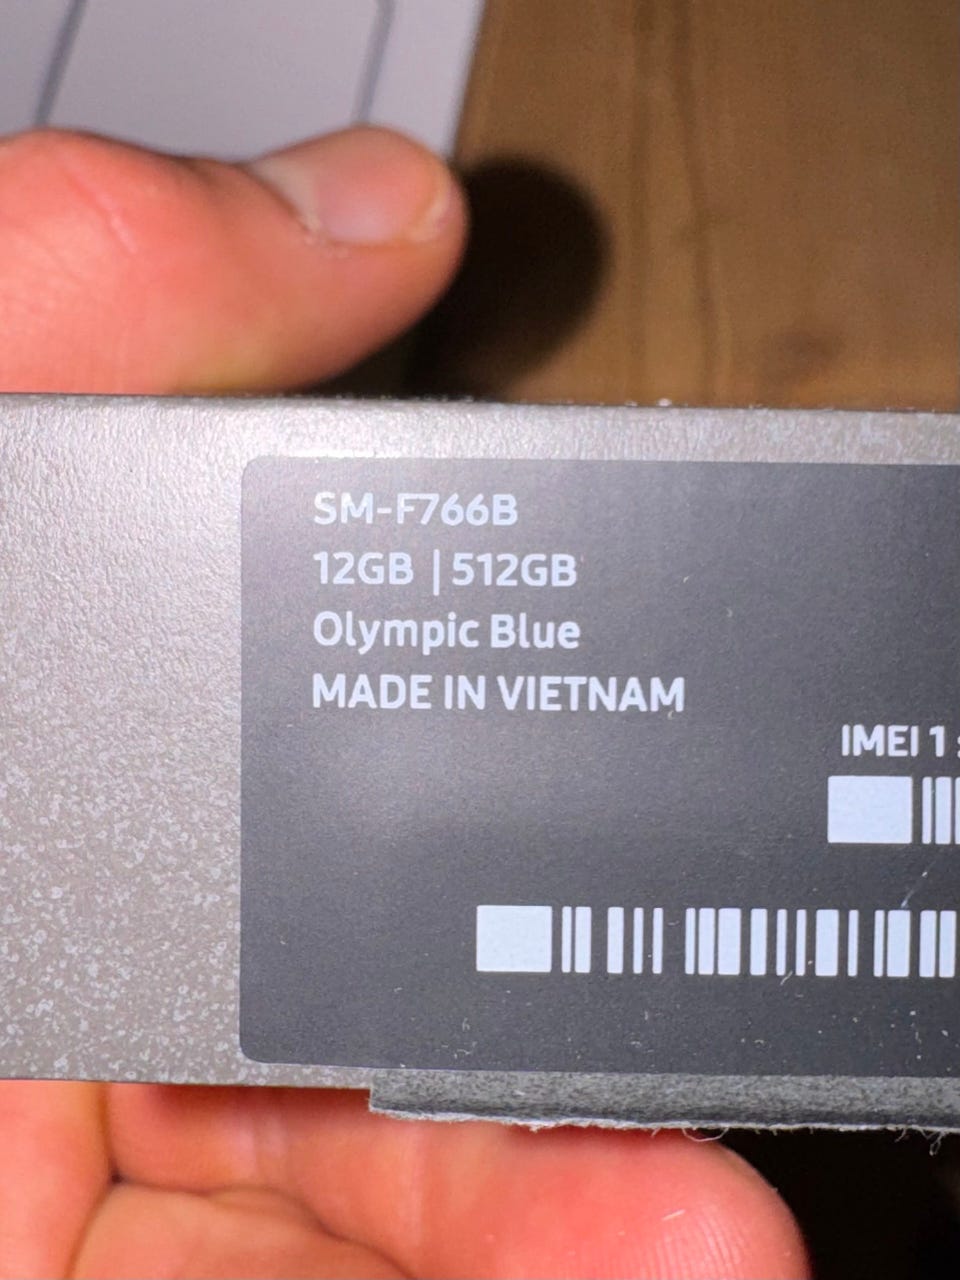 SM-F766B
12GB | 512GB
Olympic Blue
MADE IN VIETNAM
IMEI 1